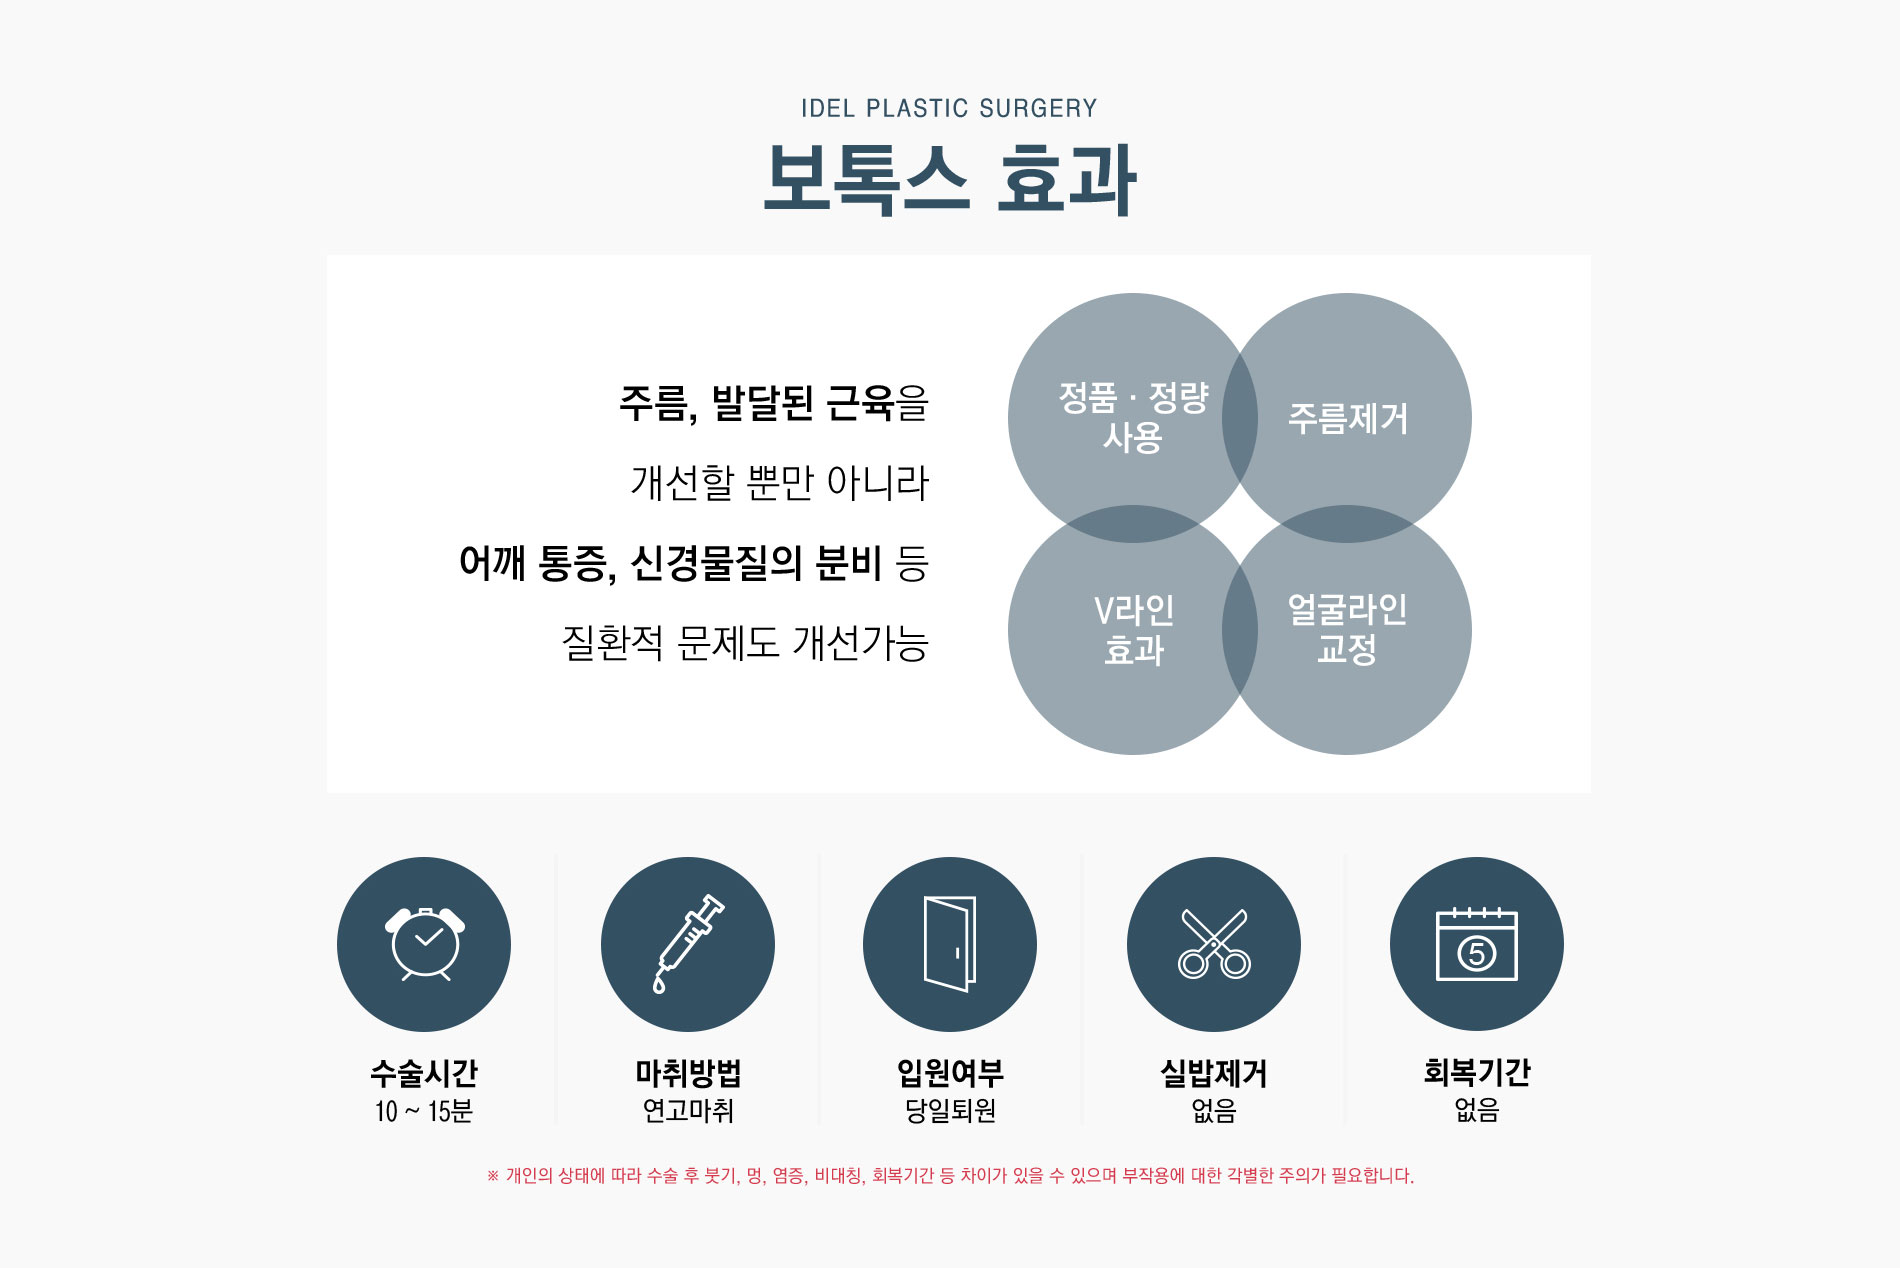 IDEL PLASTIC SURGERY
보톡스 효과
주름, 발달된 근육을
개선할 뿐만 아니라
어깨 통증, 신경물질의 분비 등
질환적 문제도 개선가능
정품 · 정량
사용
주름제거
V라인
효과
얼굴라인
교정
5
수술시간
10 ~ 15분
마취방법
연고마취
입원여부
당일퇴원
실밥제거
없음
회복기간
없음
※ 개인의 상태에 따라 수술 후 붓기, 멍, 염증, 비대칭, 회복기간 등 차이가 있을 수 있으며 부작용에 대한 각별한 주의가 필요합니다.